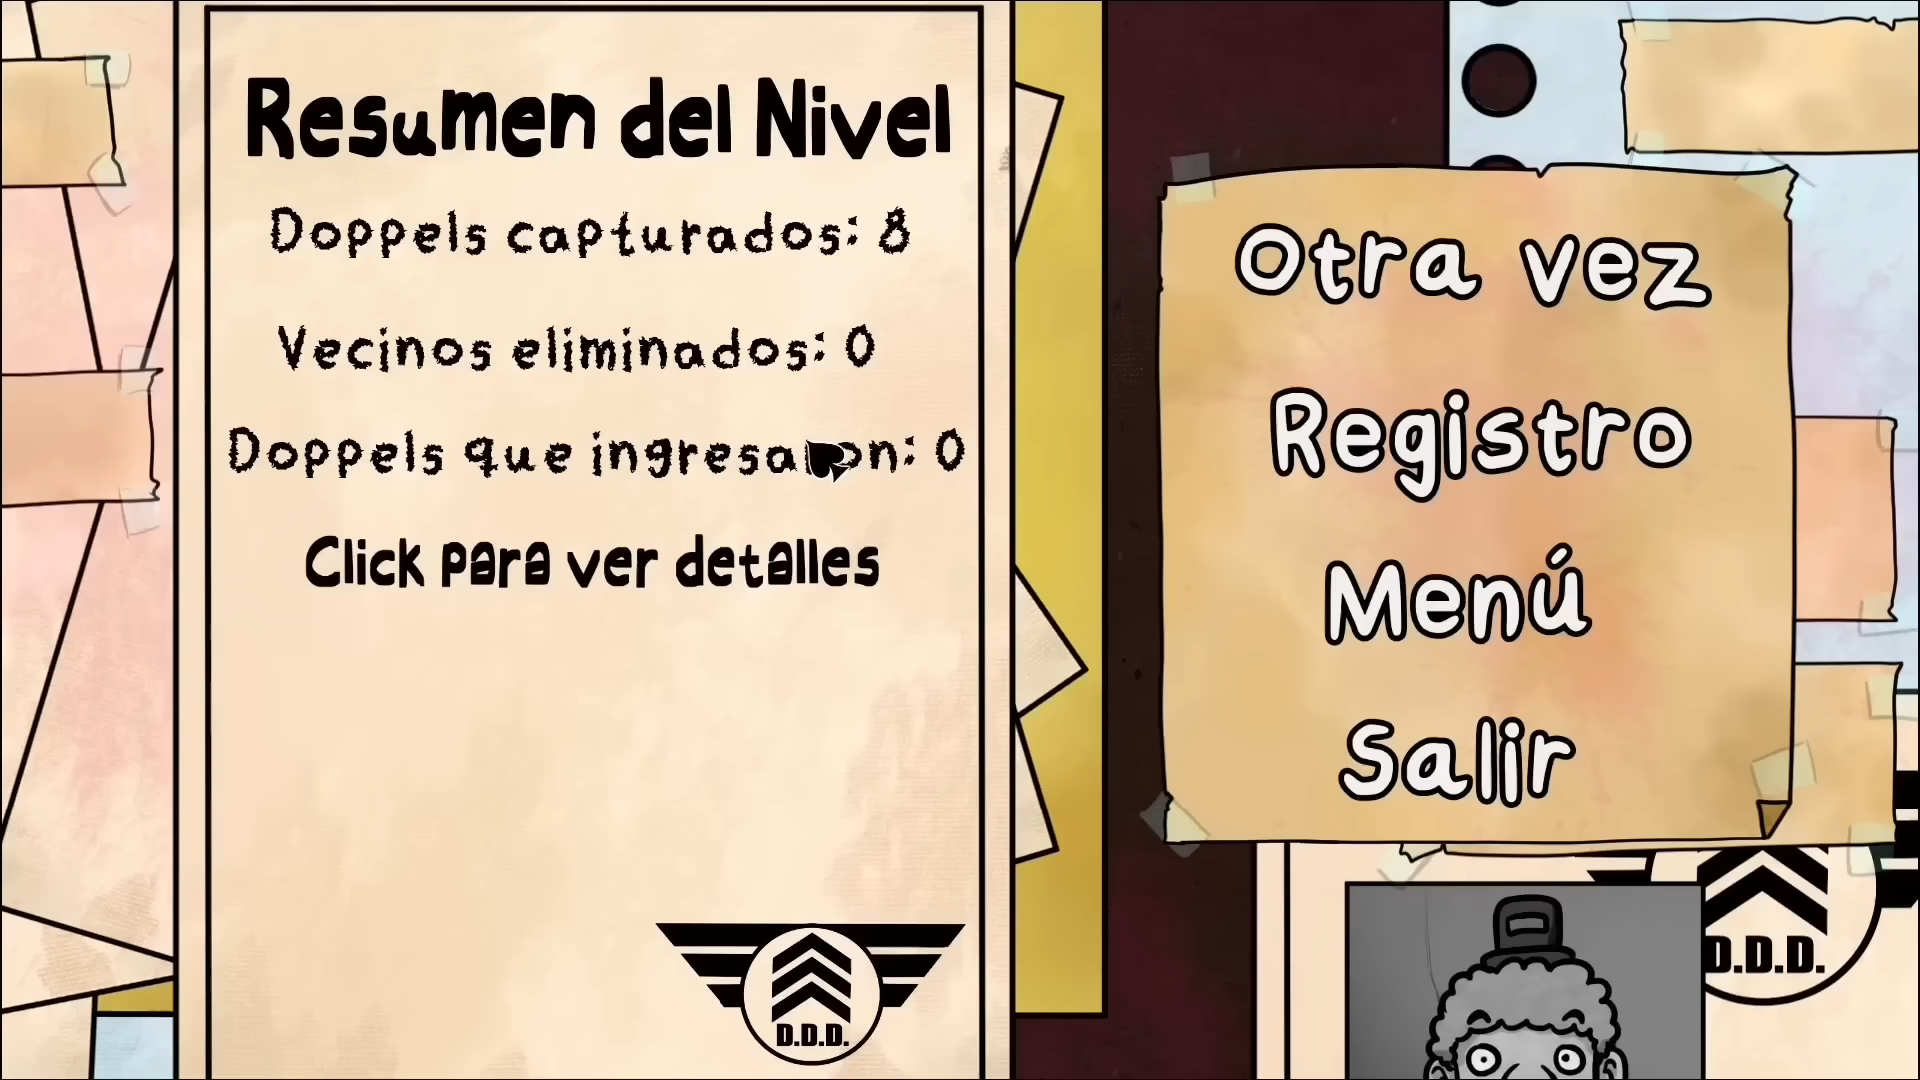 Resumen del Nivel
Doppels capturados: 8
Vecinos eliminados: 0
Doppels que ingresaron: 0
Click para ver detalles
D.D.D.
Otra vez
Registro
Menú
Salir
D.D.D.